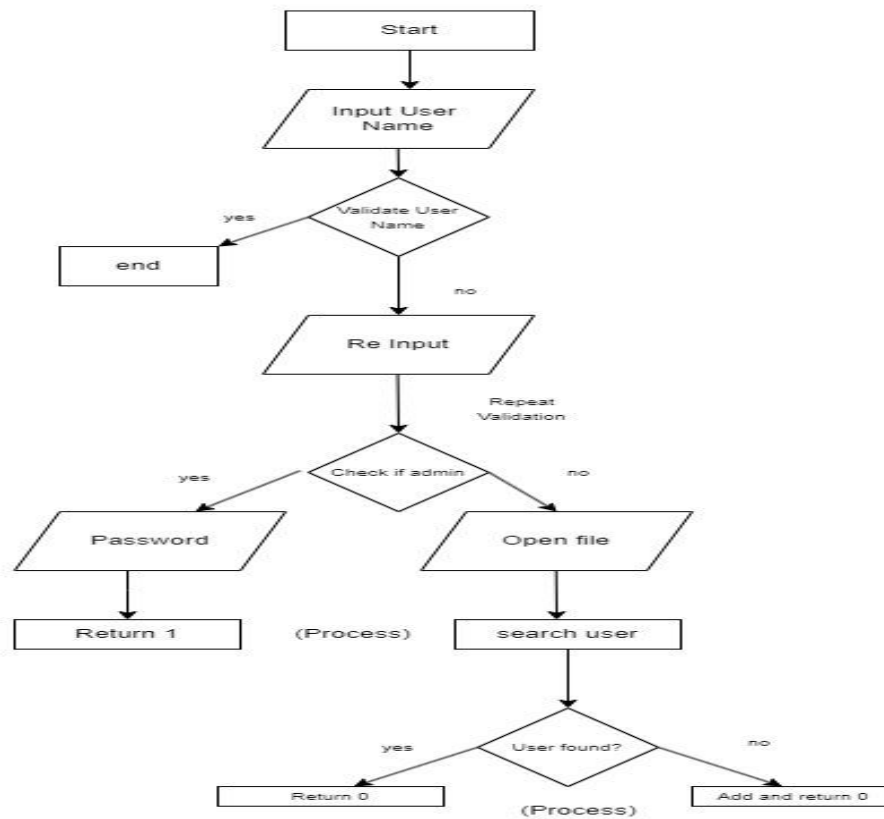 Start
Input User
Name
Validate User
Name
yes
end
no
Re Input
Repeat
Validation
Check if admin
yes
no
Password
Open file
Return 1
(Process)
search user
User found?
yes
no
Return 0
Add and return 0
(Process)